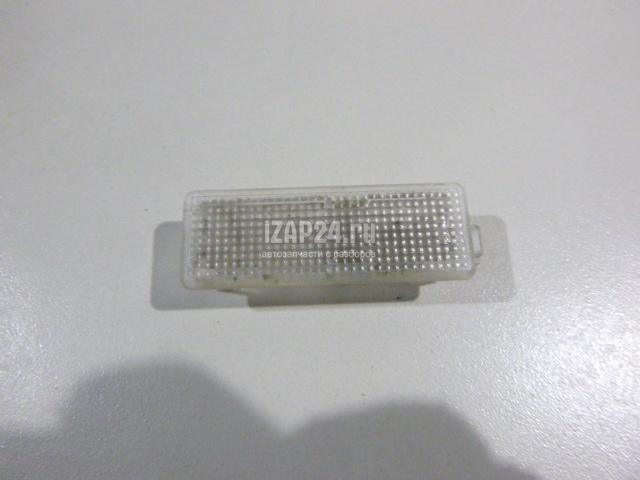 iZAP24.ru
автозапчасти с разборов